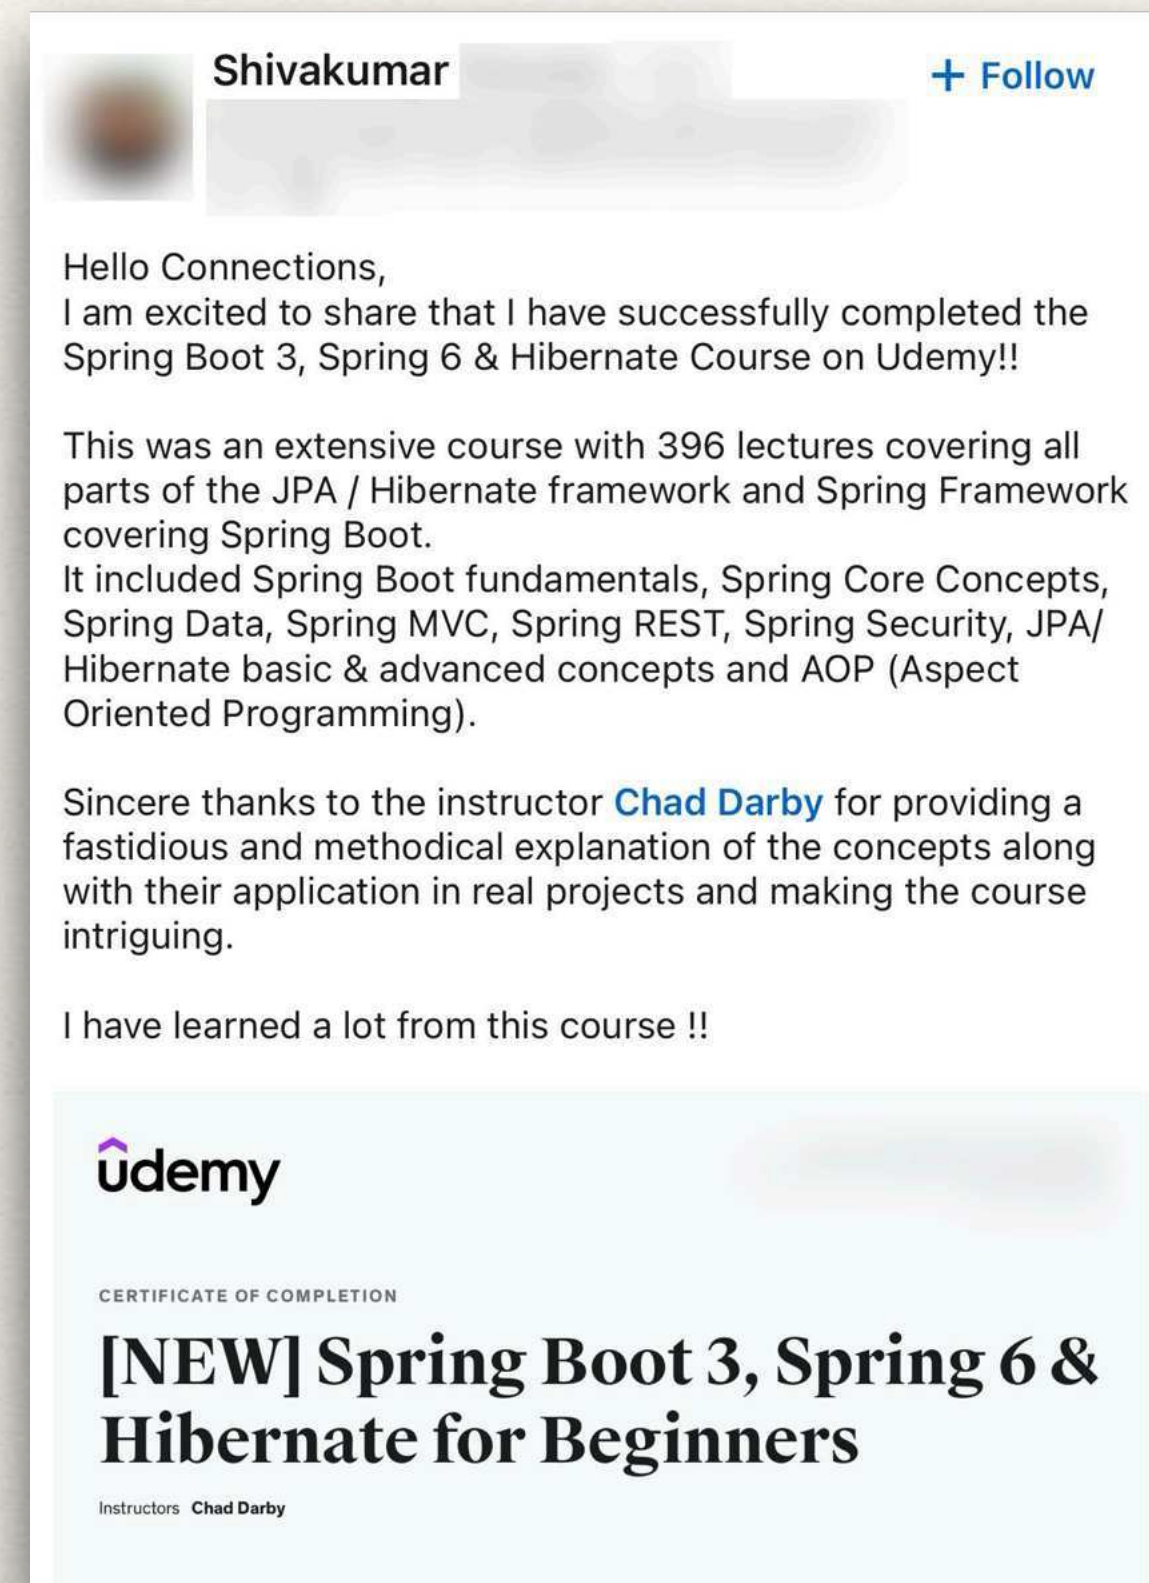 Shivakumar
+ Follow
Hello Connections,
I am excited to share that I have successfully completed the
Spring Boot 3, Spring 6 & Hibernate Course on Udemy!!
This was an extensive course with 396 lectures covering all
parts of the JPA / Hibernate framework and Spring Framework
covering Spring Boot.
It included Spring Boot fundamentals, Spring Core Concepts,
Spring Data, Spring MVC, Spring REST, Spring Security, JPA/
Hibernate basic & advanced concepts and AOP (Aspect
Oriented Programming).
Sincere thanks to the instructor Chad Darby for providing a
fastidious and methodical explanation of the concepts along
with their application in real projects and making the course
intriguing.
I have learned a lot from this course !!
udemy
CERTIFICATE OF COMPLETION
[NEW] Spring Boot 3, Spring 6 &
Hibernate for Beginners
Instructors Chad Darby